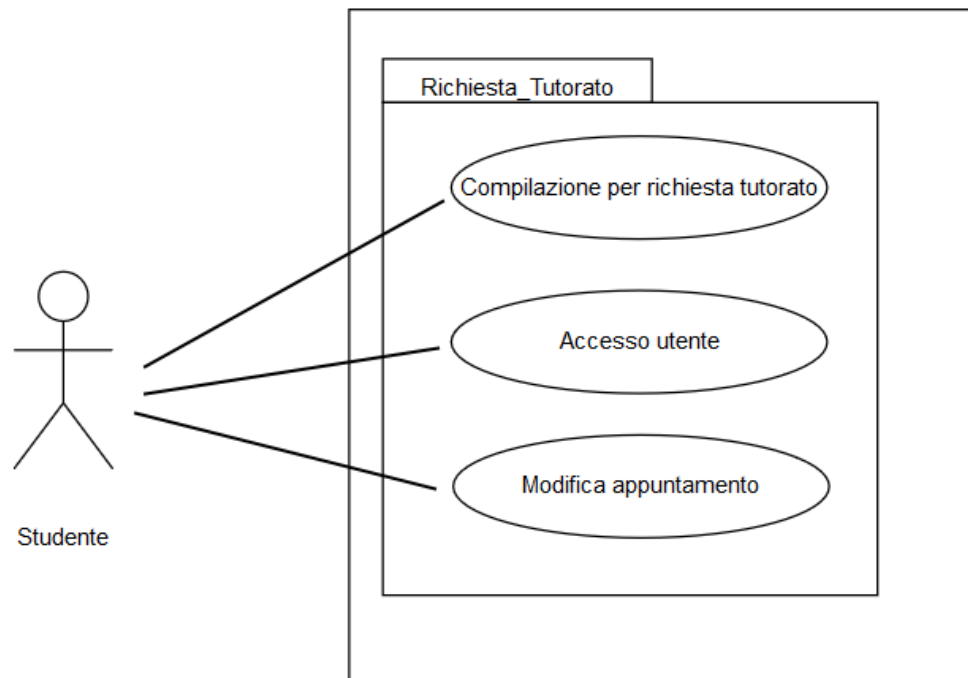 Richiesta_Tutorato
Compilazione per richiesta tutorato
Accesso utente
Modifica appuntamento
Studente